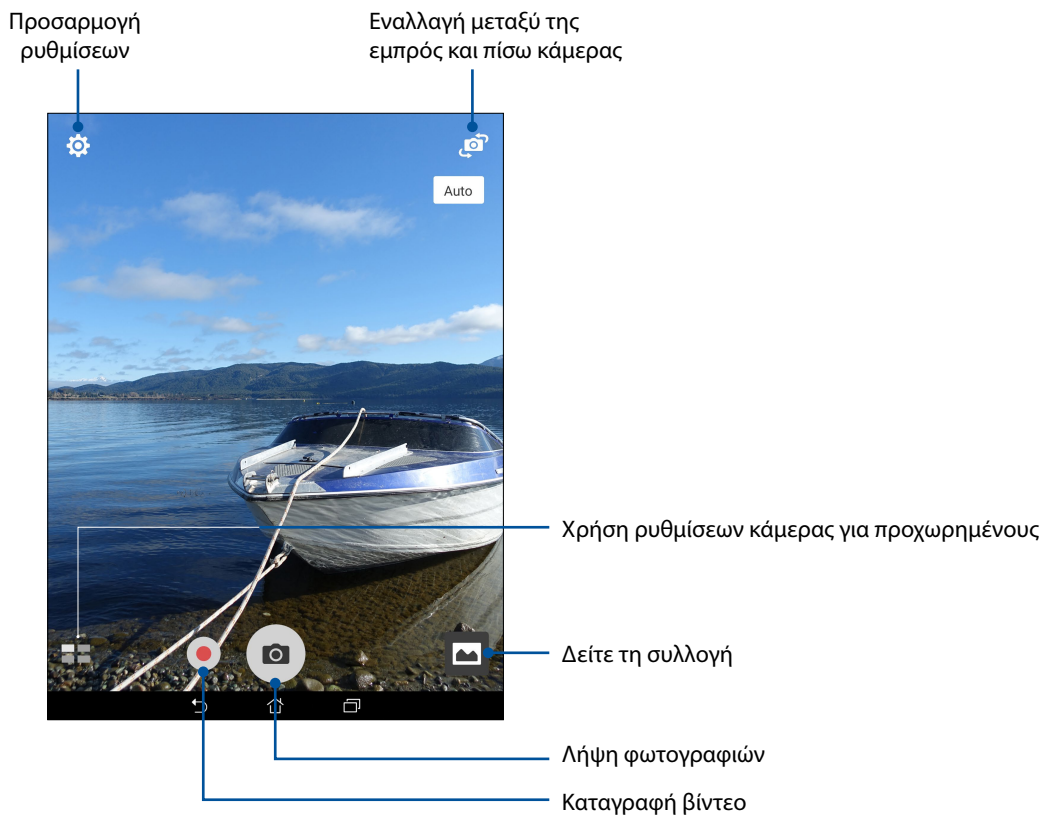 Προσαρμογή
ρυθμίσεων
Εναλλαγή μεταξύ της
εμπρός και πίσω κάμερας
Auto
Χρήση ρυθμίσεων κάμερας για προχωρημένους
Δείτε τη συλλογή
Λήψη φωτογραφιών
Καταγραφή βίντεο